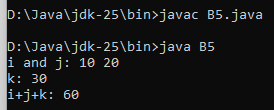 D:\Java\jdk-25\bin>javac B5.java
D:\Java\jdk-25\bin>java B5
i and j: 10 20
k: 30
i+j+k: 60